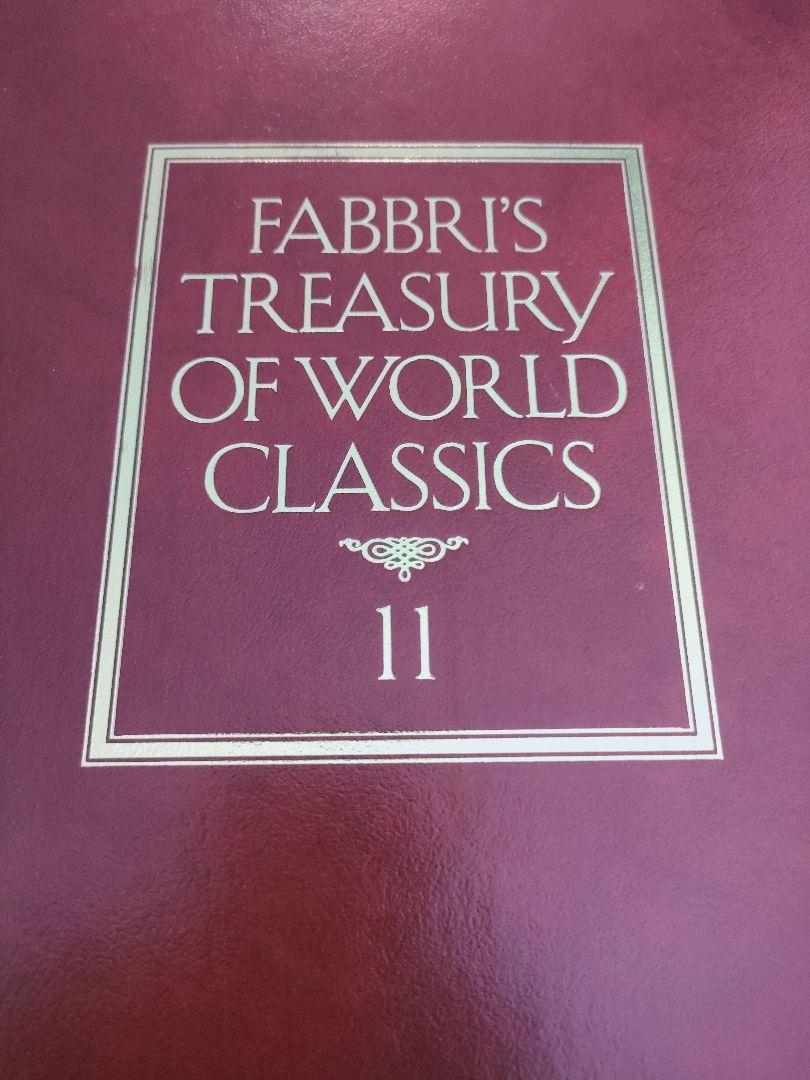 FABBRI'S
TREASURY
OF WORLD
CLASSICS
11